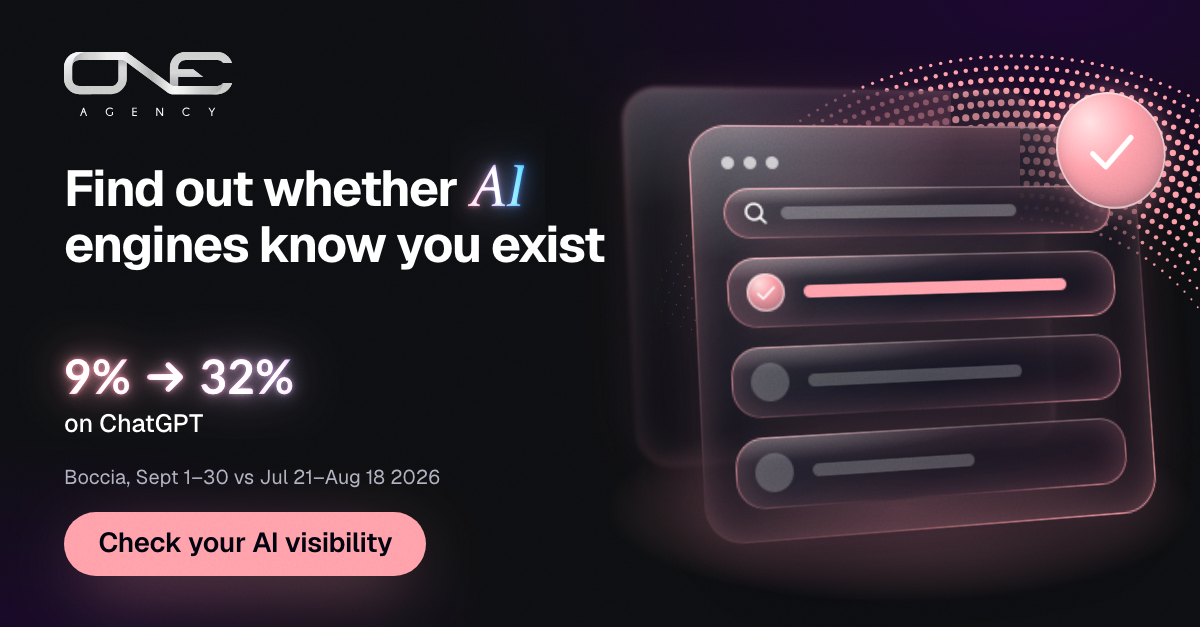 ONE
AGENCY
Find out whether AI
engines know you exist
9% → 32%
on ChatGPT
Boccia, Sept 1–30 vs Jul 21–Aug 18 2026
Check your AI visibility